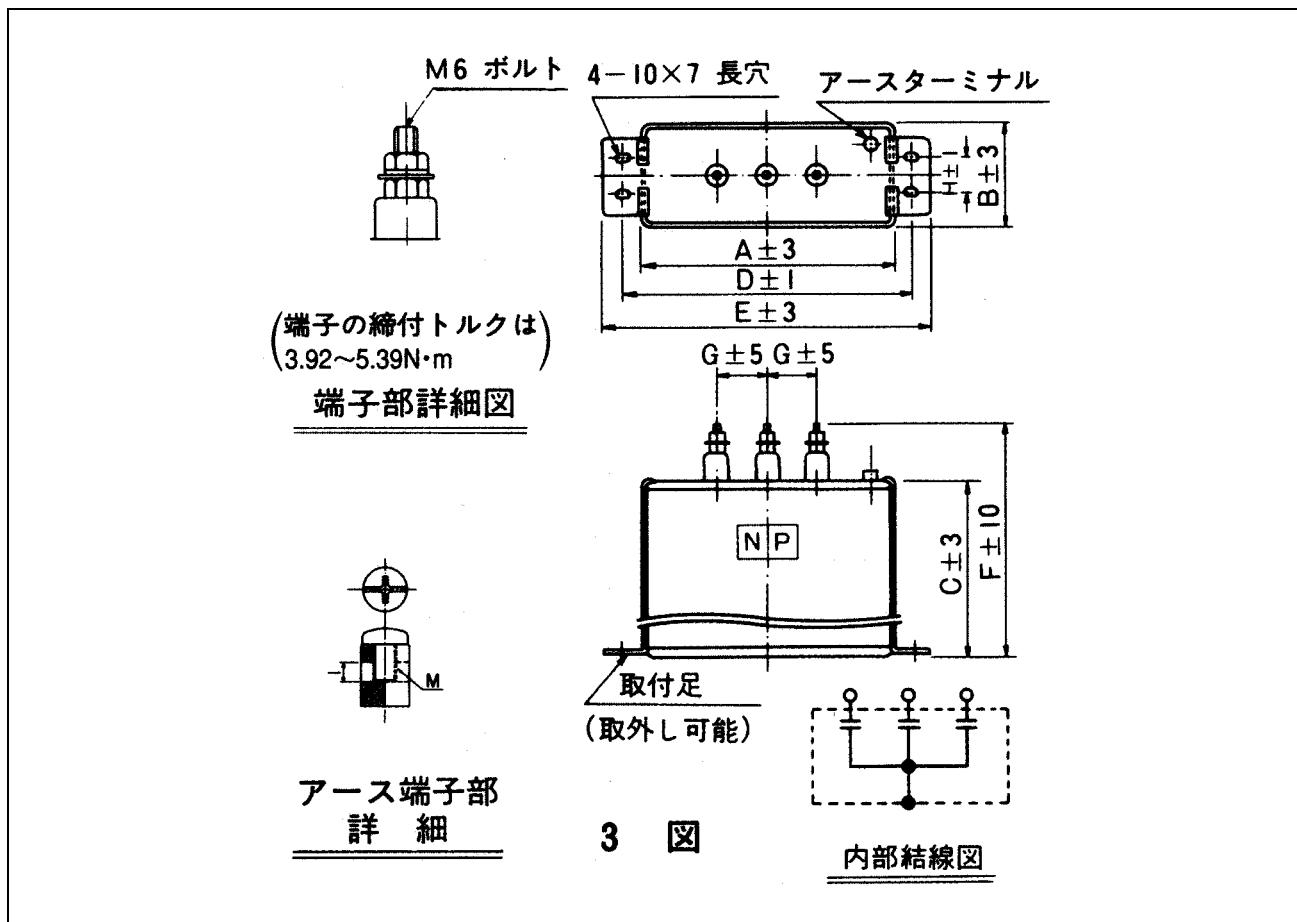 M6 ボルト
4-10×7 長穴
アースターミナル
H±1
B±3
A±3
D±1
E±3
(端子の締付トルクは
3.92～5.39N・m)
端子部詳細図
G±5 G±5
N P
C±3
F±10
I
M
取付足
(取外し可能)
アース端子部
詳 細
3 図
内部結線図